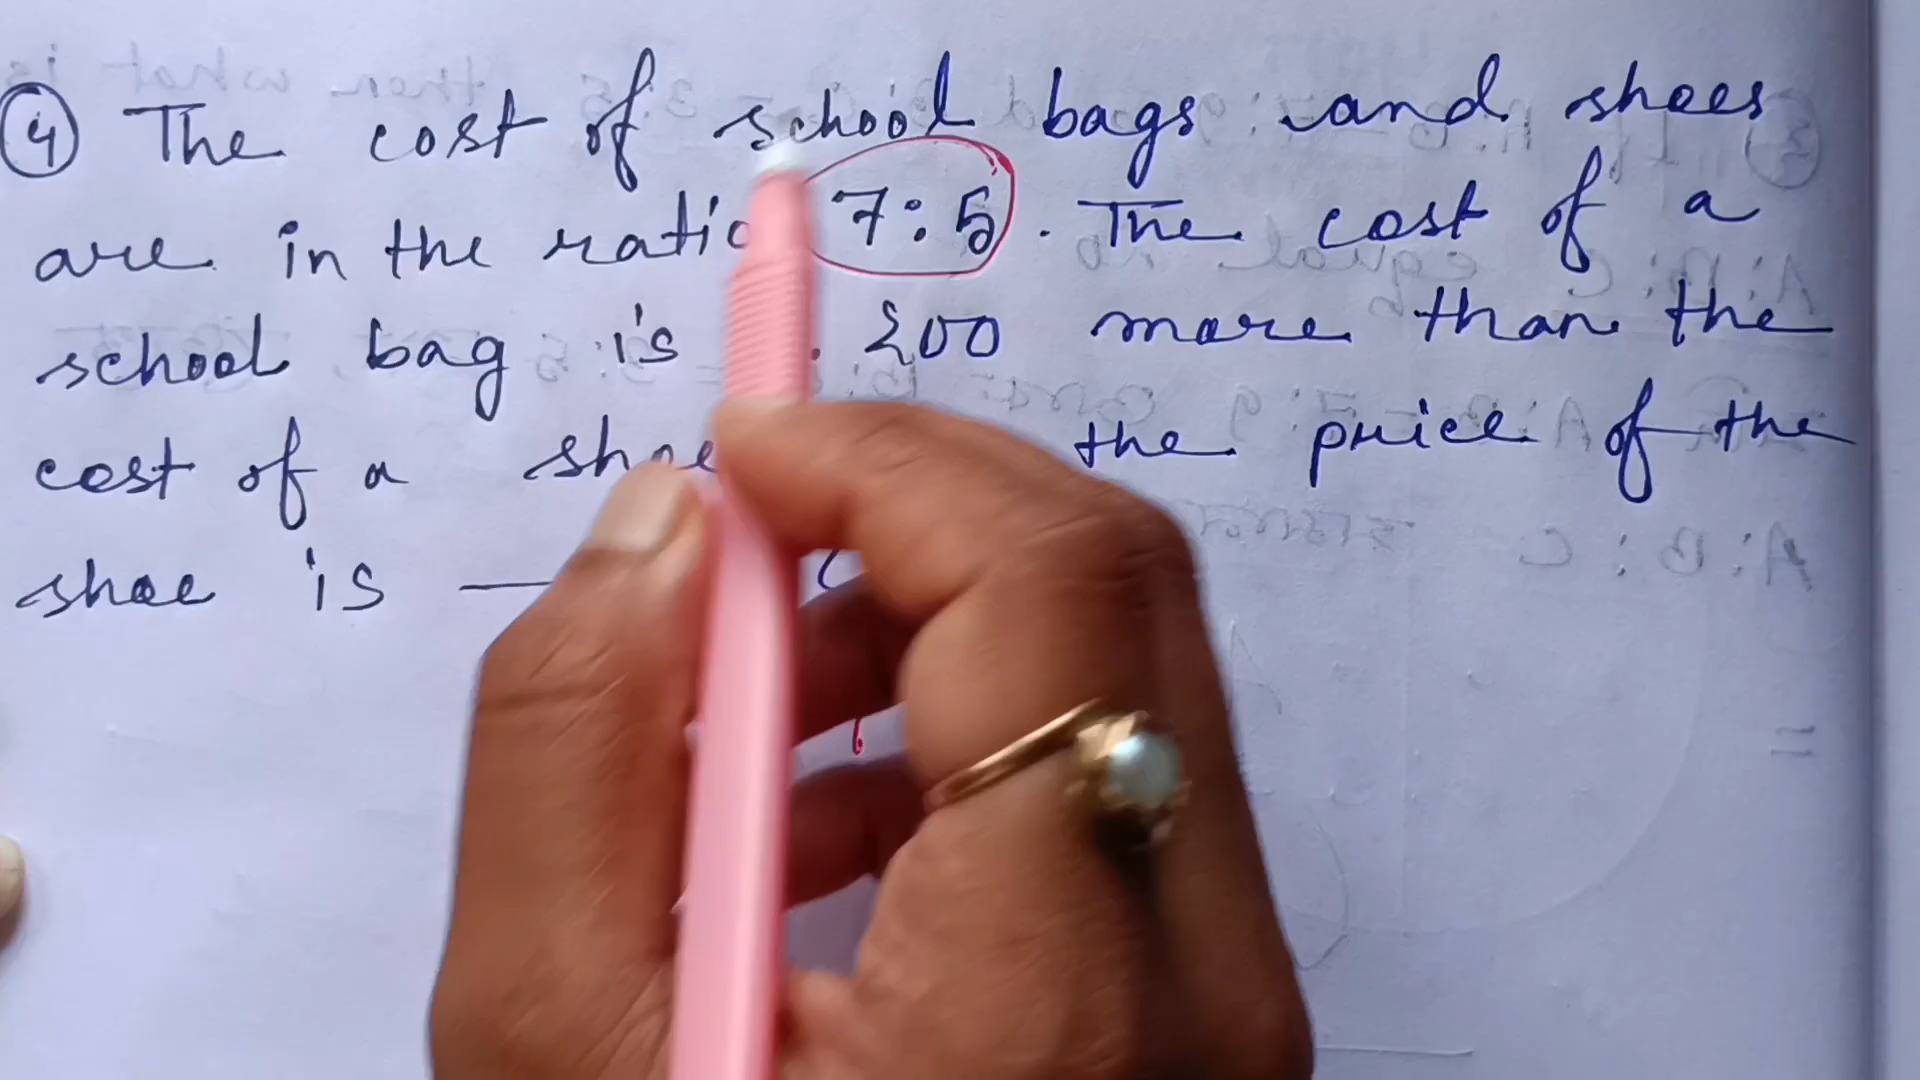 4 The cost of school bags and shoes
are in the ratio 7:5. The cost of a
school bag is 200 more than the
cost of a shoe the price of the
shoe is